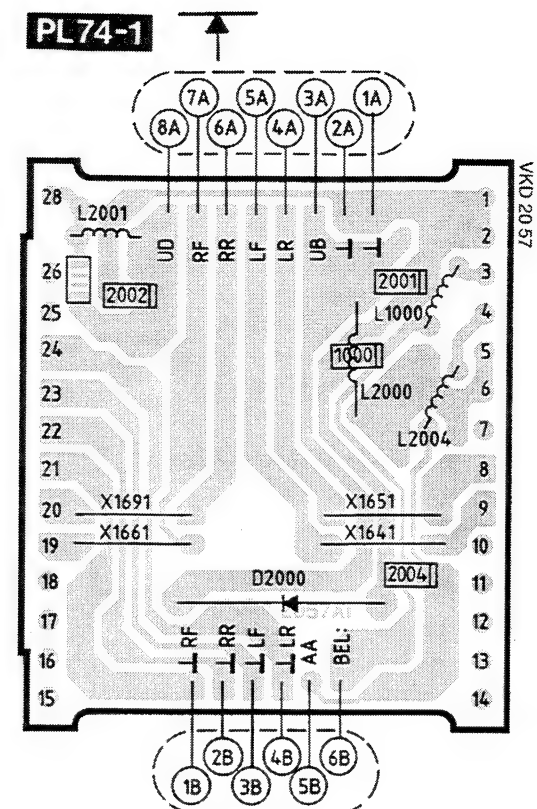 PL74-1
7A 5A 3A 1A
8A 6A 4A 2A
VKD 20 57
28 1
L2001 2
UD RF RR LF LR UB
26 2001 3
2002 L1000 4
25
24 1000 5
L2000 6
23
22 L2004 7
21 8
X1691 X1651
20 9
X1661 X1641
19 10
18 D2000 2004 11
17 12
RF RR LF LR AA BEL:
16 13
15 14
2B 4B 6B
1B 3B 5B